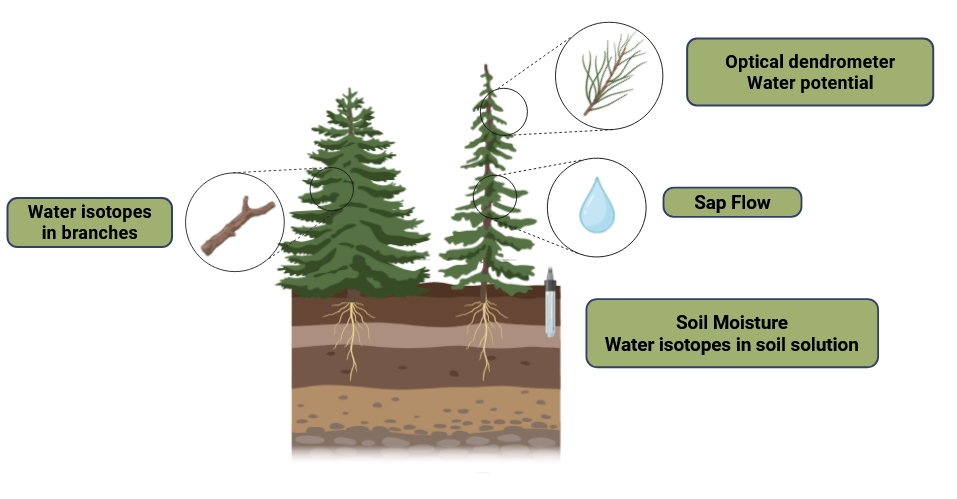 Optical dendrometer
Water potential
Water isotopes
in branches
Sap Flow
Soil Moisture
Water isotopes in soil solution